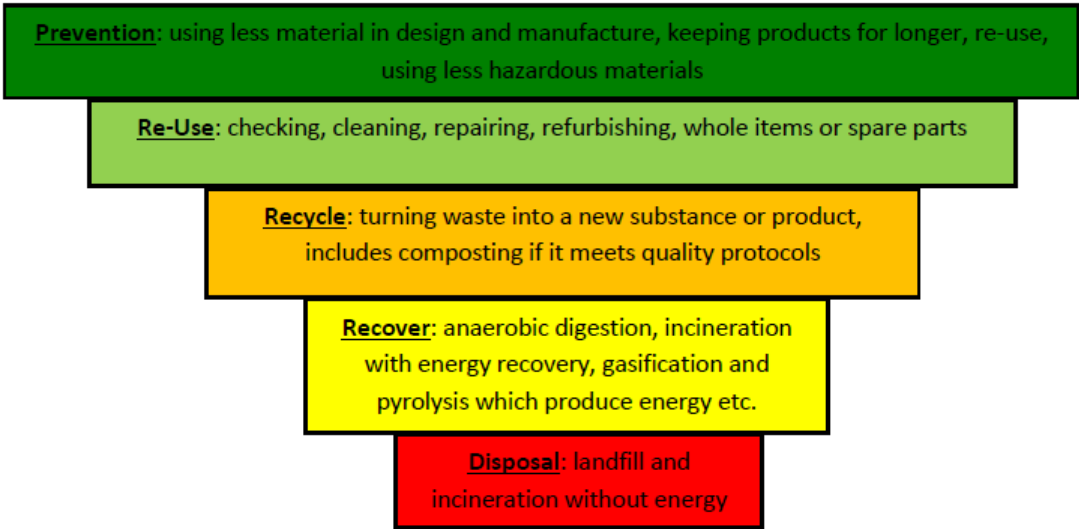 Prevention: using less material in design and manufacture, keeping products for longer, re-use,
using less hazardous materials
Re-Use: checking, cleaning, repairing, refurbishing, whole items or spare parts
Recycle: turning waste into a new substance or product,
includes composting if it meets quality protocols
Recover: anaerobic digestion, incineration
with energy recovery, gasification and
pyrolysis which produce energy etc.
Disposal: landfill and
incineration without energy